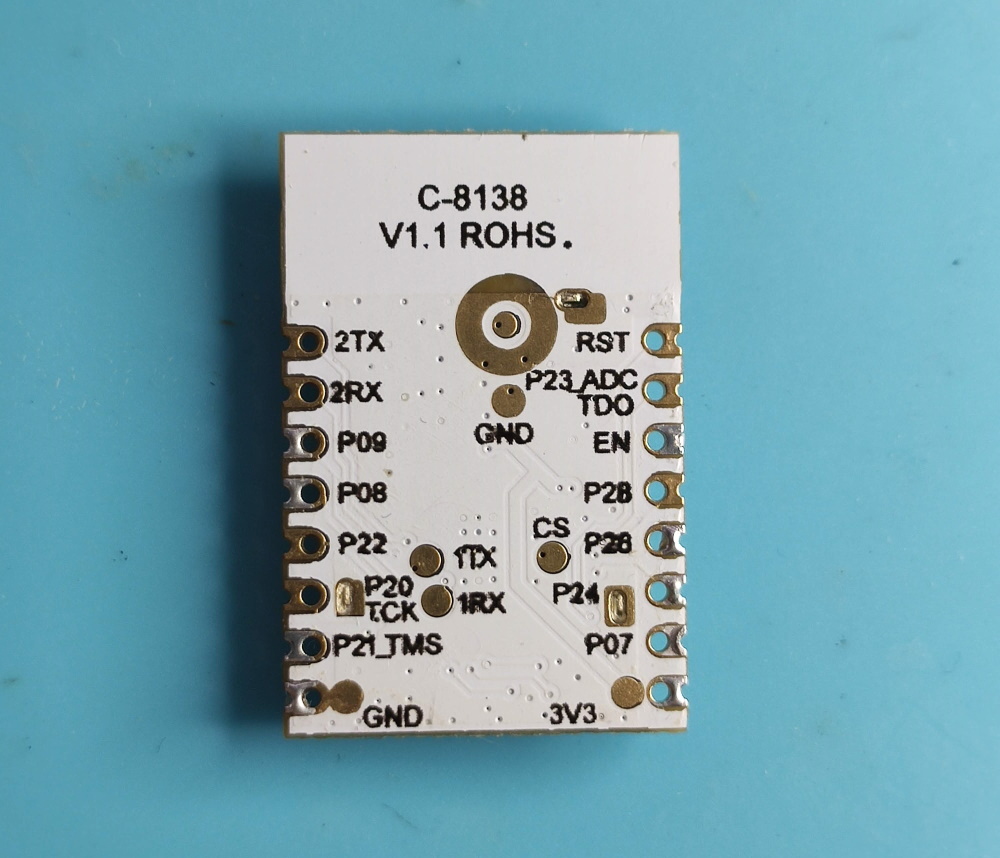 C-8138
V1.1 ROHS.
2TX
RST
2RX
P23_ADC
TDO
P09
GND
EN
P08
P28
P22
1TX
CS
P26
P20
TCK
1RX
P24
P21_TMS
P07
GND
3V3